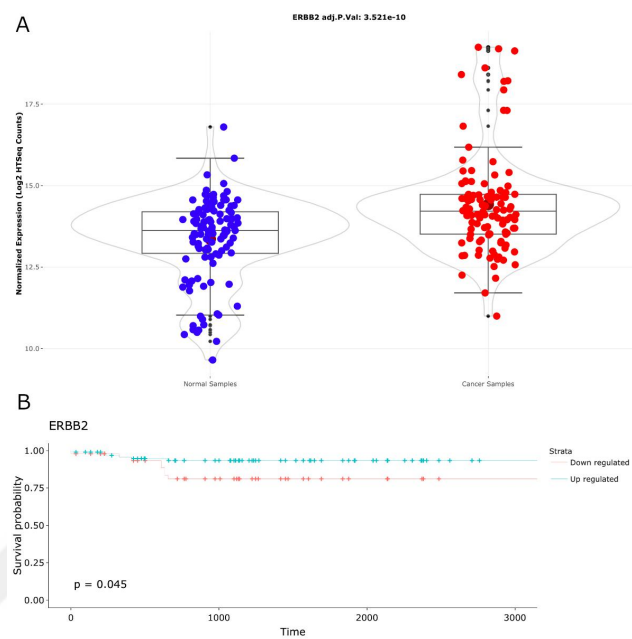 A
ERBB2 adj.P.Val: 3.521e-10
Normalized Expression (Log2 HTSeq Counts)
17.5
15.0
12.5
10.0
Normal Samples
Cancer Samples
B
ERBB2
Survival probability
1.00
0.75
0.50
0.25
0.00
p = 0.045
0
1000
2000
3000
Time
Strata
Down regulated
Up regulated